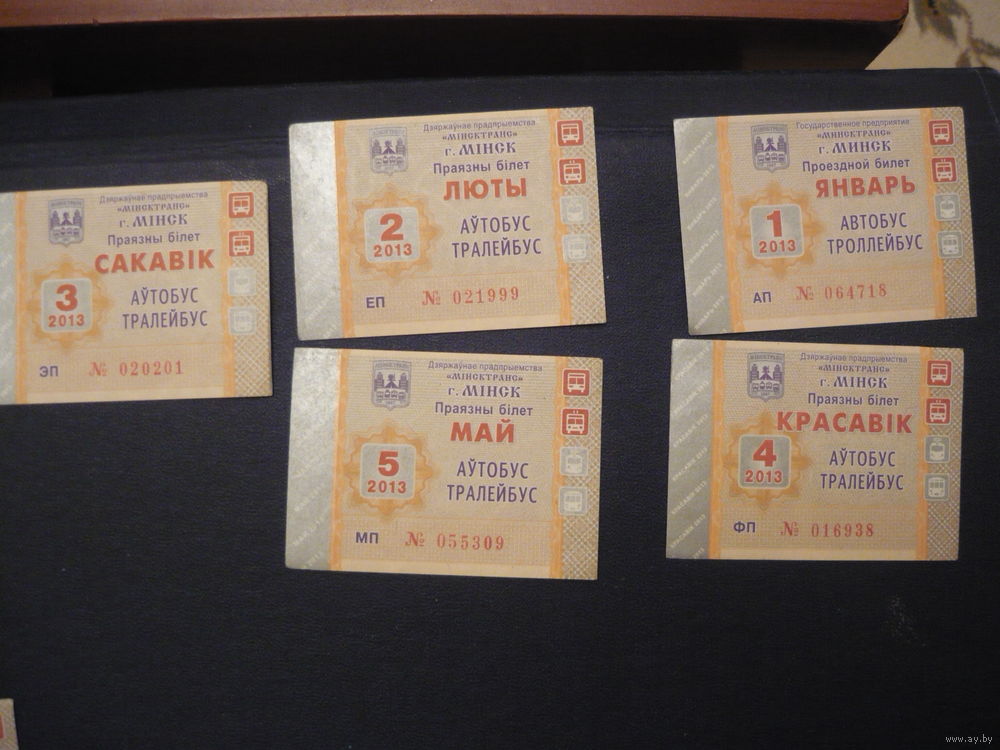 Дзяржаўнае прадпрыемства
«МІНСКТРАНС»
г. МІНСК
Праязны білет
САКАВІК
3
2013
АЎТОБУС
ТРАЛЕЙБУС
ЭП № 020201
Дзяржаўнае прадпрыемства
«МІНСКТРАНС»
г. МІНСК
Праязны білет
ЛЮТЫ
2
2013
АЎТОБУС
ТРАЛЕЙБУС
ЕП № 021999
Государственное предприятие
«МИНСКТРАНС»
г. МИНСК
Проездной билет
ЯНВАРЬ
1
2013
АВТОБУС
ТРОЛЛЕЙБУС
АП № 064718
Дзяржаўнае прадпрыемства
«МІНСКТРАНС»
г. МІНСК
Праязны білет
МАЙ
5
2013
АЎТОБУС
ТРАЛЕЙБУС
МП № 055309
Дзяржаўнае прадпрыемства
«МІНСКТРАНС»
г. МІНСК
Праязны білет
КРАСАВІК
4
2013
АЎТОБУС
ТРАЛЕЙБУС
ФП № 016938
www.ay.by